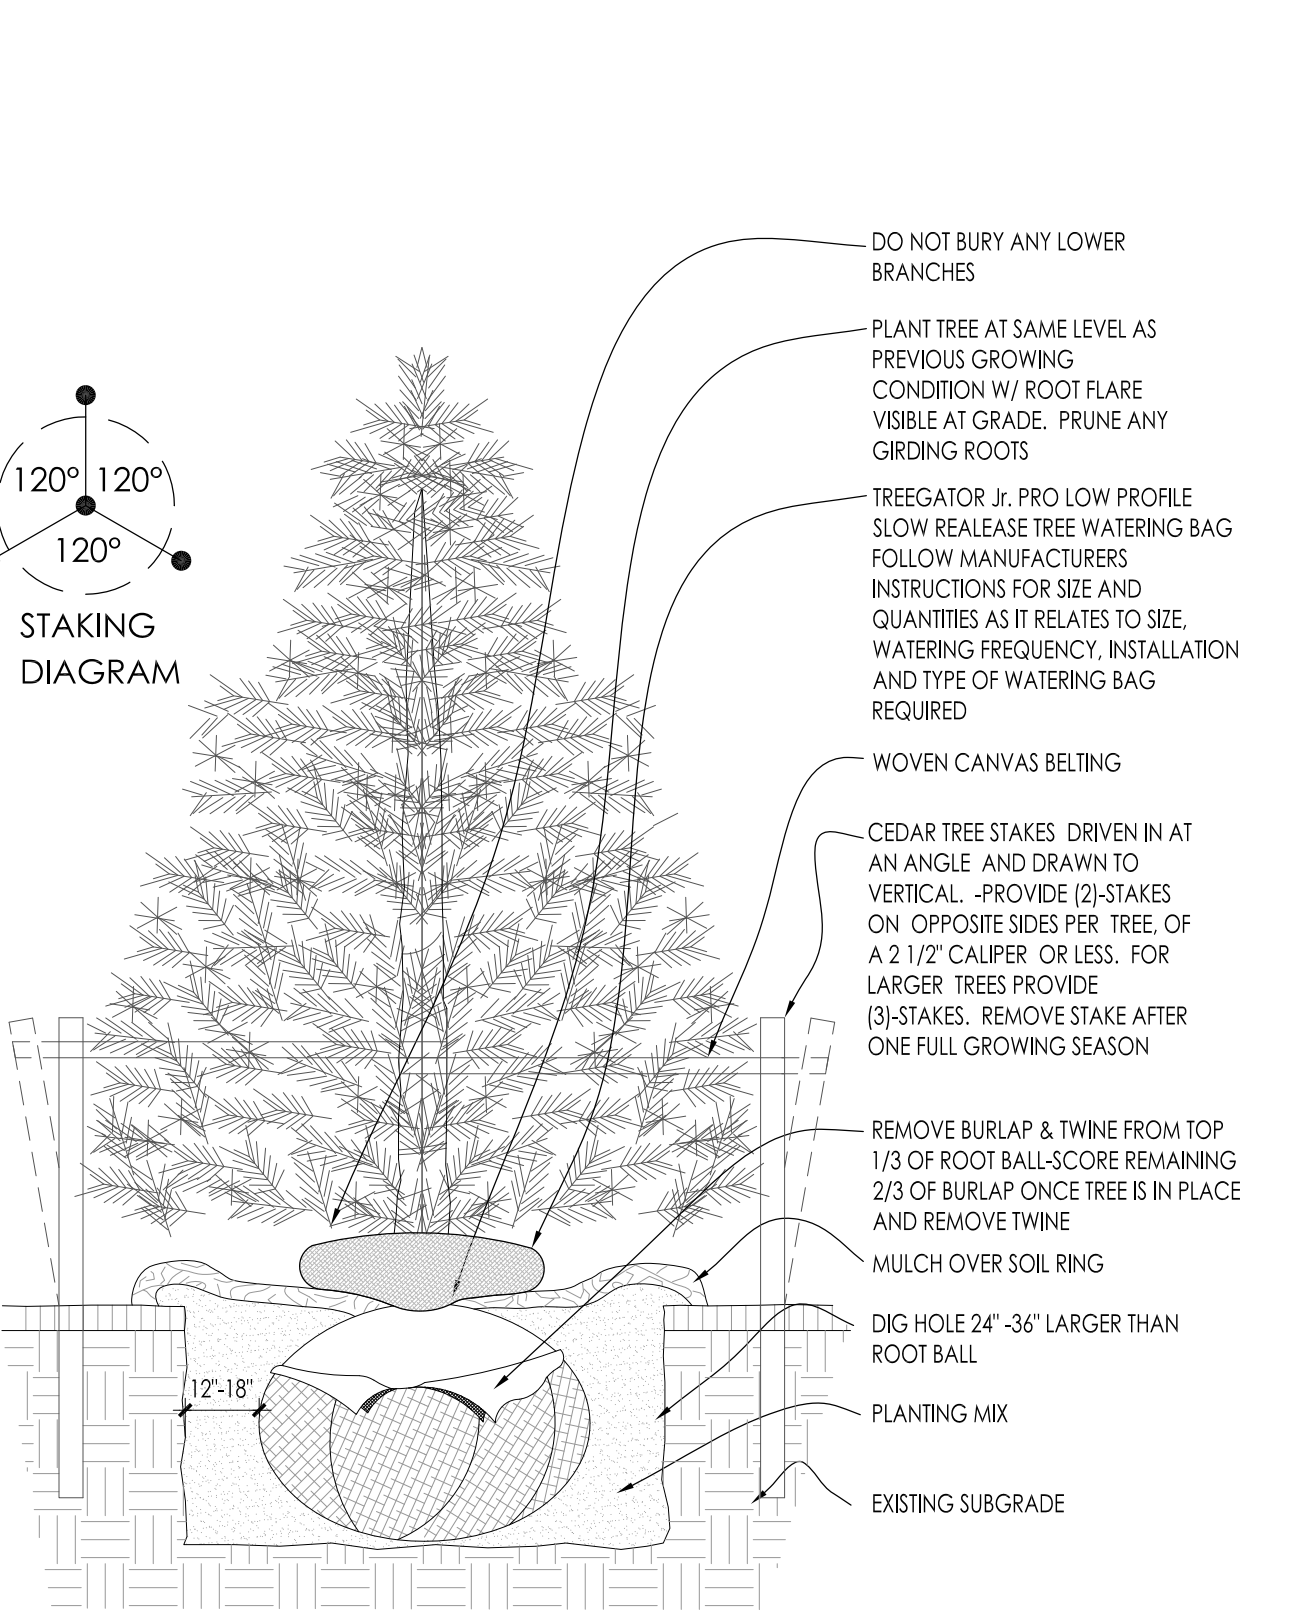 DO NOT BURY ANY LOWER
BRANCHES
PLANT TREE AT SAME LEVEL AS
PREVIOUS GROWING
CONDITION W/ ROOT FLARE
VISIBLE AT GRADE. PRUNE ANY
GIRDING ROOTS
TREEGATOR Jr. PRO LOW PROFILE
SLOW REALEASE TREE WATERING BAG
FOLLOW MANUFACTURERS
INSTRUCTIONS FOR SIZE AND
QUANTITIES AS IT RELATES TO SIZE,
WATERING FREQUENCY, INSTALLATION
AND TYPE OF WATERING BAG
REQUIRED
120° 120°
120°
STAKING
DIAGRAM
WOVEN CANVAS BELTING
CEDAR TREE STAKES DRIVEN IN AT
AN ANGLE AND DRAWN TO
VERTICAL. -PROVIDE (2)-STAKES
ON OPPOSITE SIDES PER TREE, OF
A 2 1/2" CALIPER OR LESS. FOR
LARGER TREES PROVIDE
(3)-STAKES. REMOVE STAKE AFTER
ONE FULL GROWING SEASON
REMOVE BURLAP & TWINE FROM TOP
1/3 OF ROOT BALL-SCORE REMAINING
2/3 OF BURLAP ONCE TREE IS IN PLACE
AND REMOVE TWINE
MULCH OVER SOIL RING
DIG HOLE 24" -36" LARGER THAN
ROOT BALL
12"-18"
PLANTING MIX
EXISTING SUBGRADE